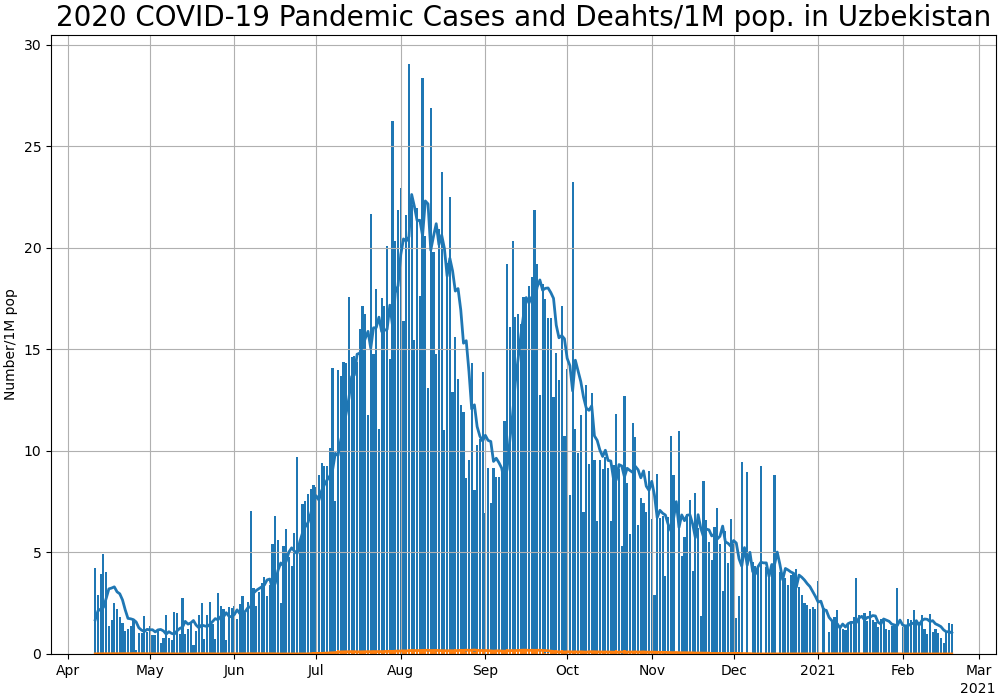 2020 COVID-19 Pandemic Cases and Deahts/1M pop. in Uzbekistan
30
25
20
15
10
5
0
Number/1M pop
Apr May Jun Jul Aug Sep Oct Nov Dec 2021 Feb Mar
2021